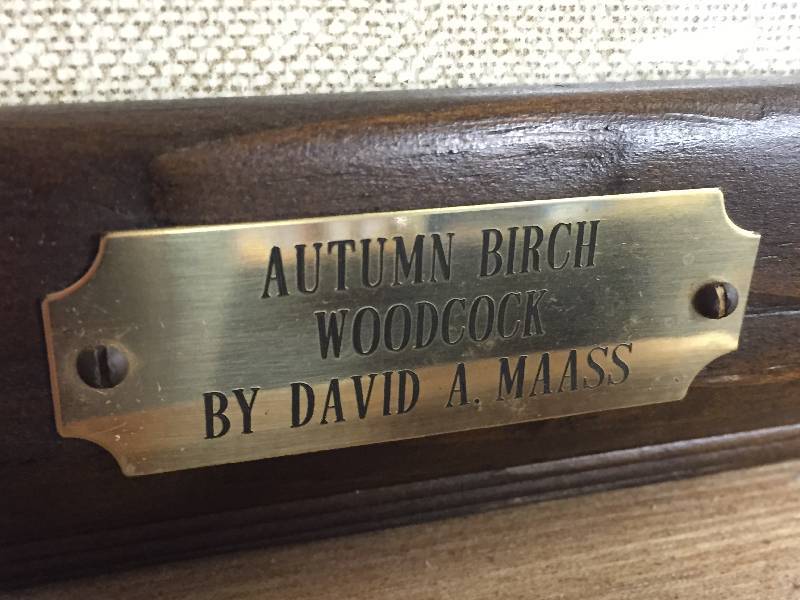 AUTUMN BIRCH
WOODCOCK
BY DAVID A. MAASS